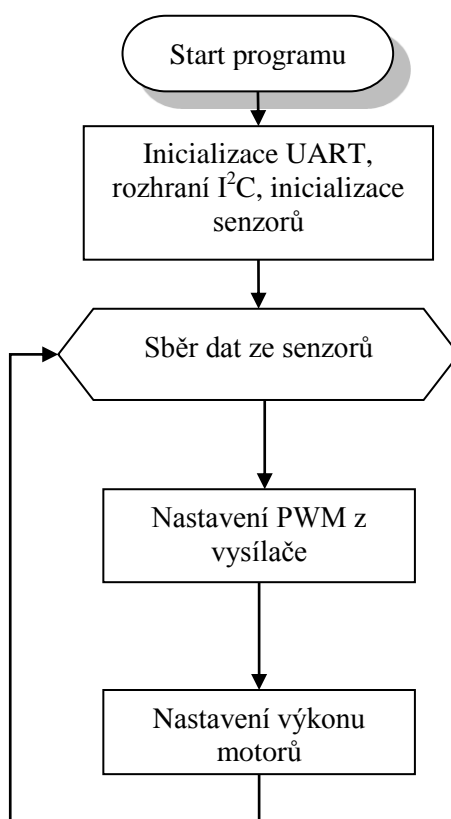 Start programu
Inicializace UART,
rozhraní I²C, inicializace
senzorů
Sběr dat ze senzorů
Nastavení PWM z
vysílače
Nastavení výkonu
motorů